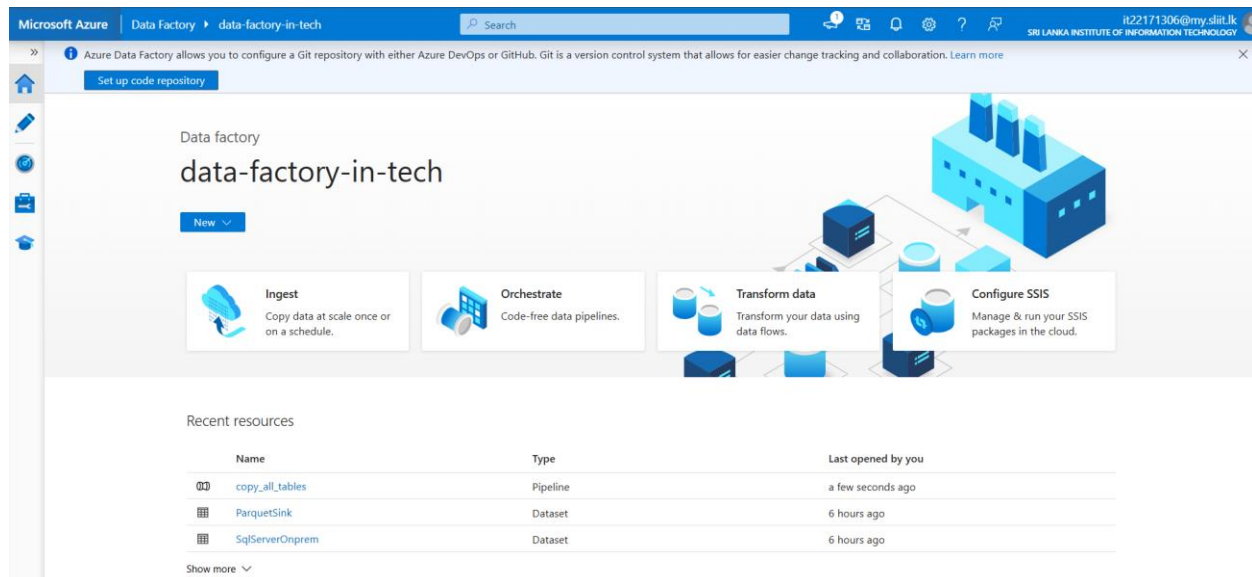 Microsoft Azure
Data Factory
data-factory-in-tech
Search
1
it22171306@my.sliit.lk
SRI LANKA INSTITUTE OF INFORMATION TECHNOLOGY
Azure Data Factory allows you to configure a Git repository with either Azure DevOps or GitHub. Git is a version control system that allows for easier change tracking and collaboration. Learn more
Set up code repository
Data factory
data-factory-in-tech
New
Ingest
Copy data at scale once or
on a schedule.
Orchestrate
Code-free data pipelines.
Transform data
Transform your data using
data flows.
Configure SSIS
Manage & run your SSIS
packages in the cloud.
Recent resources
Name Type Last opened by you
copy_all_tables Pipeline a few seconds ago
ParquetSink Dataset 6 hours ago
SqlServerOnprem Dataset 6 hours ago
Show more